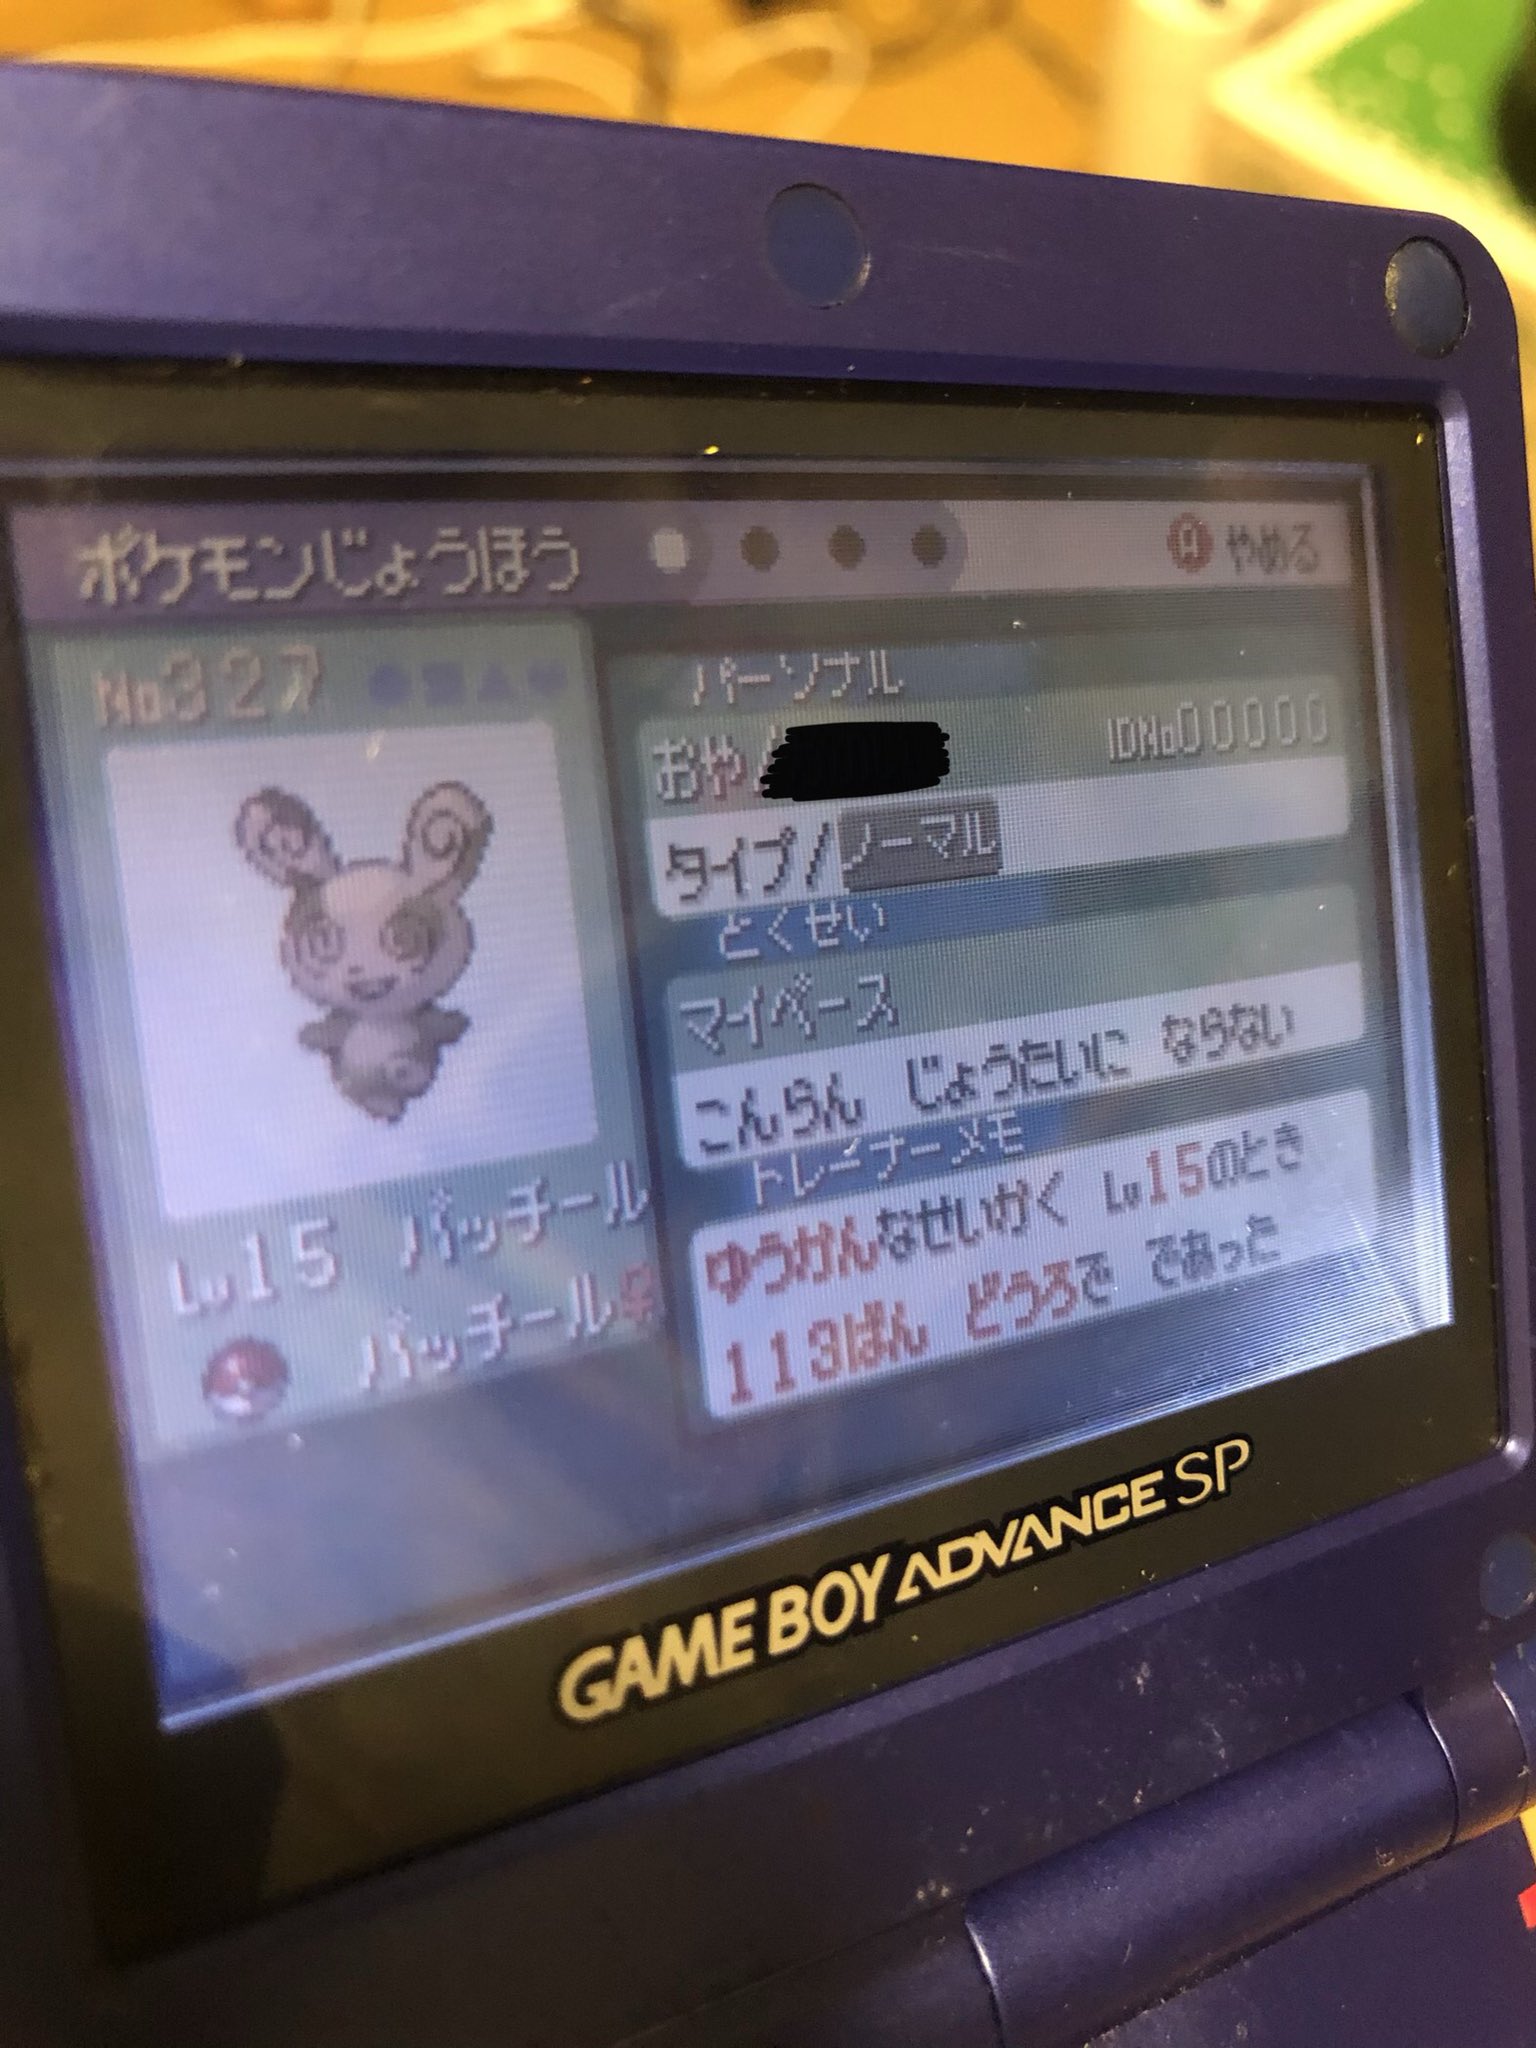 ポケモンじょうほう
Ⓐやめる
No327 ●■▲♥
Lv15 パッチール
パッチール♀
パーソナル
おや/
IDNo00000
タイプ/ノーマル
とくせい
マイペース
こんらん じょうたいに ならない
トレーナーメモ
ゆうかんなせいかく Lv15のとき
113ばん どうろで であった
GAME BOY ADVANCE SP